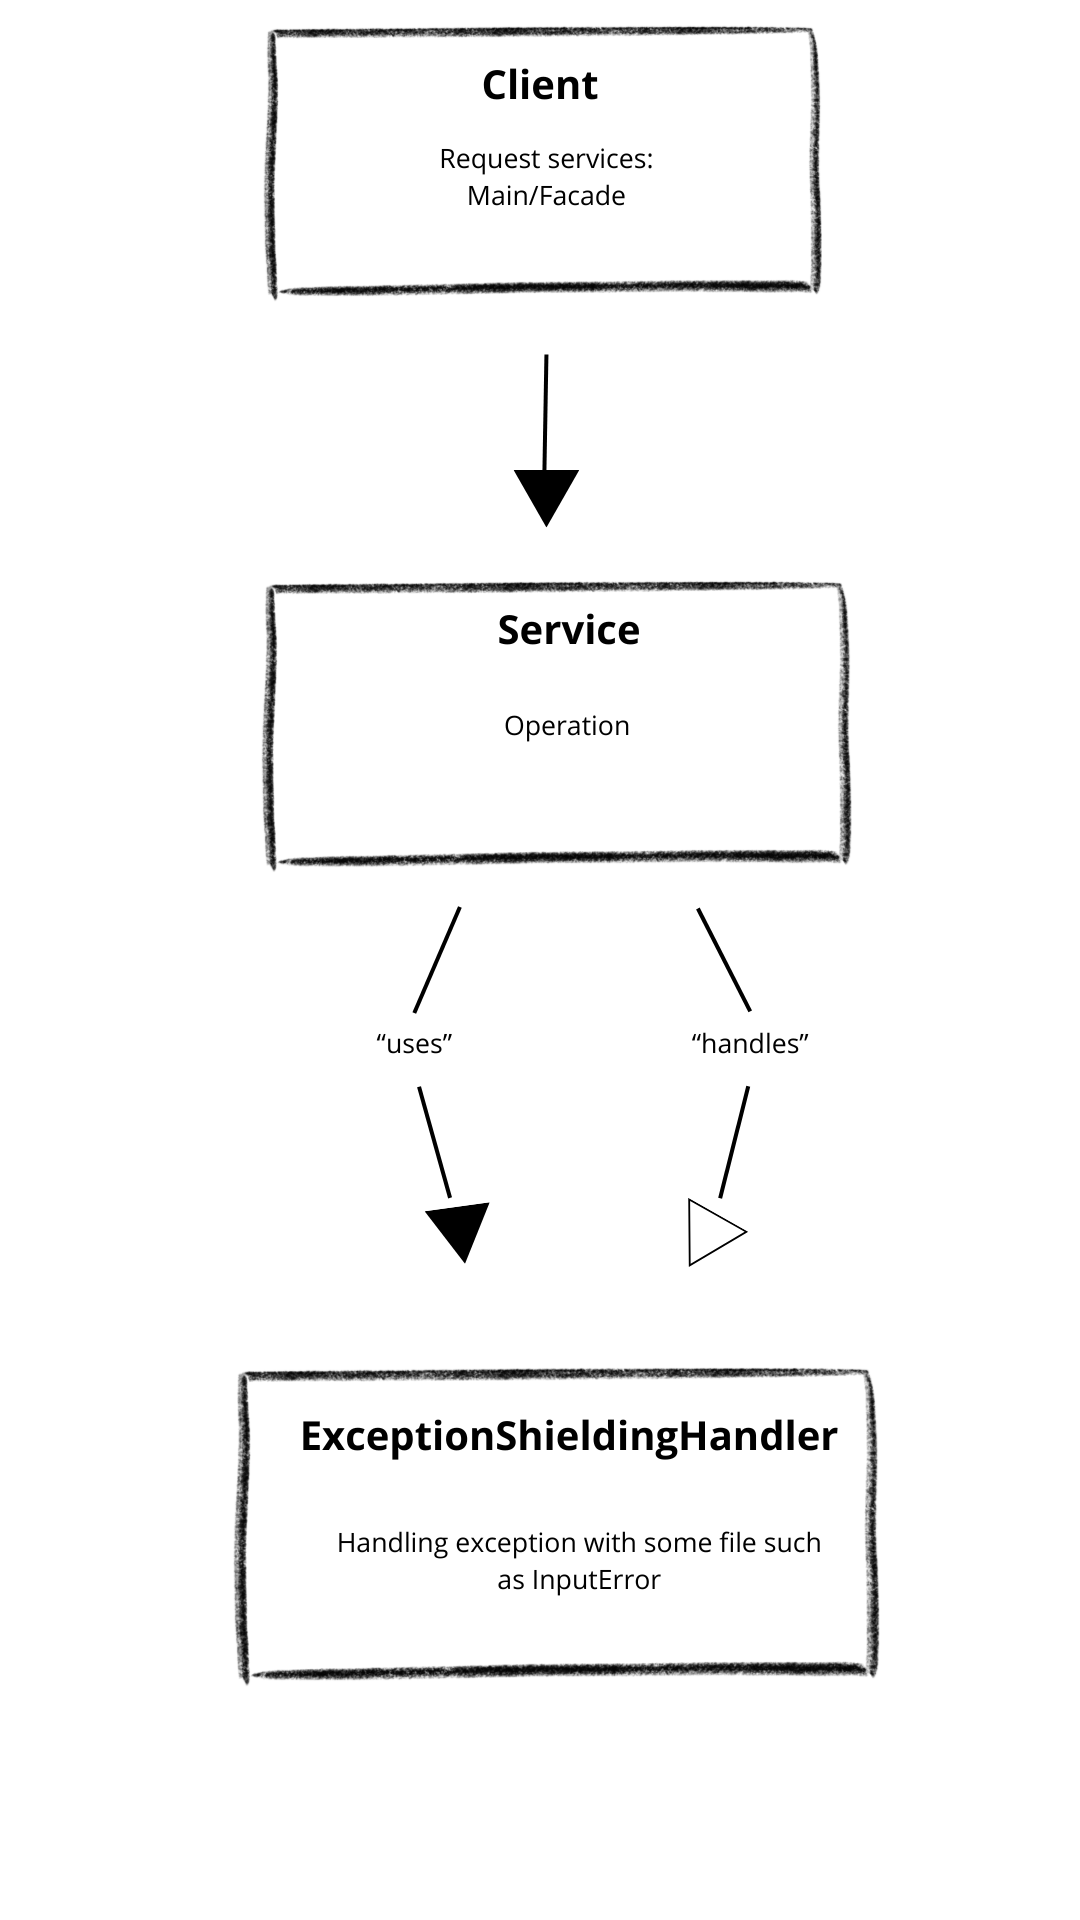 Client
Request services:
Main/Facade
Service
Operation
“uses”
“handles”
ExceptionShieldingHandler
Handling exception with some file such
as InputError